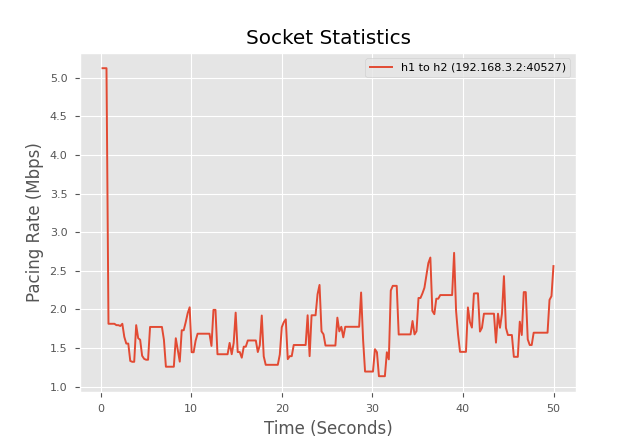 Socket Statistics
h1 to h2 (192.168.3.2:40527)
Pacing Rate (Mbps)
5.0
4.5
4.0
3.5
3.0
2.5
2.0
1.5
1.0
0 10 20 30 40 50
Time (Seconds)